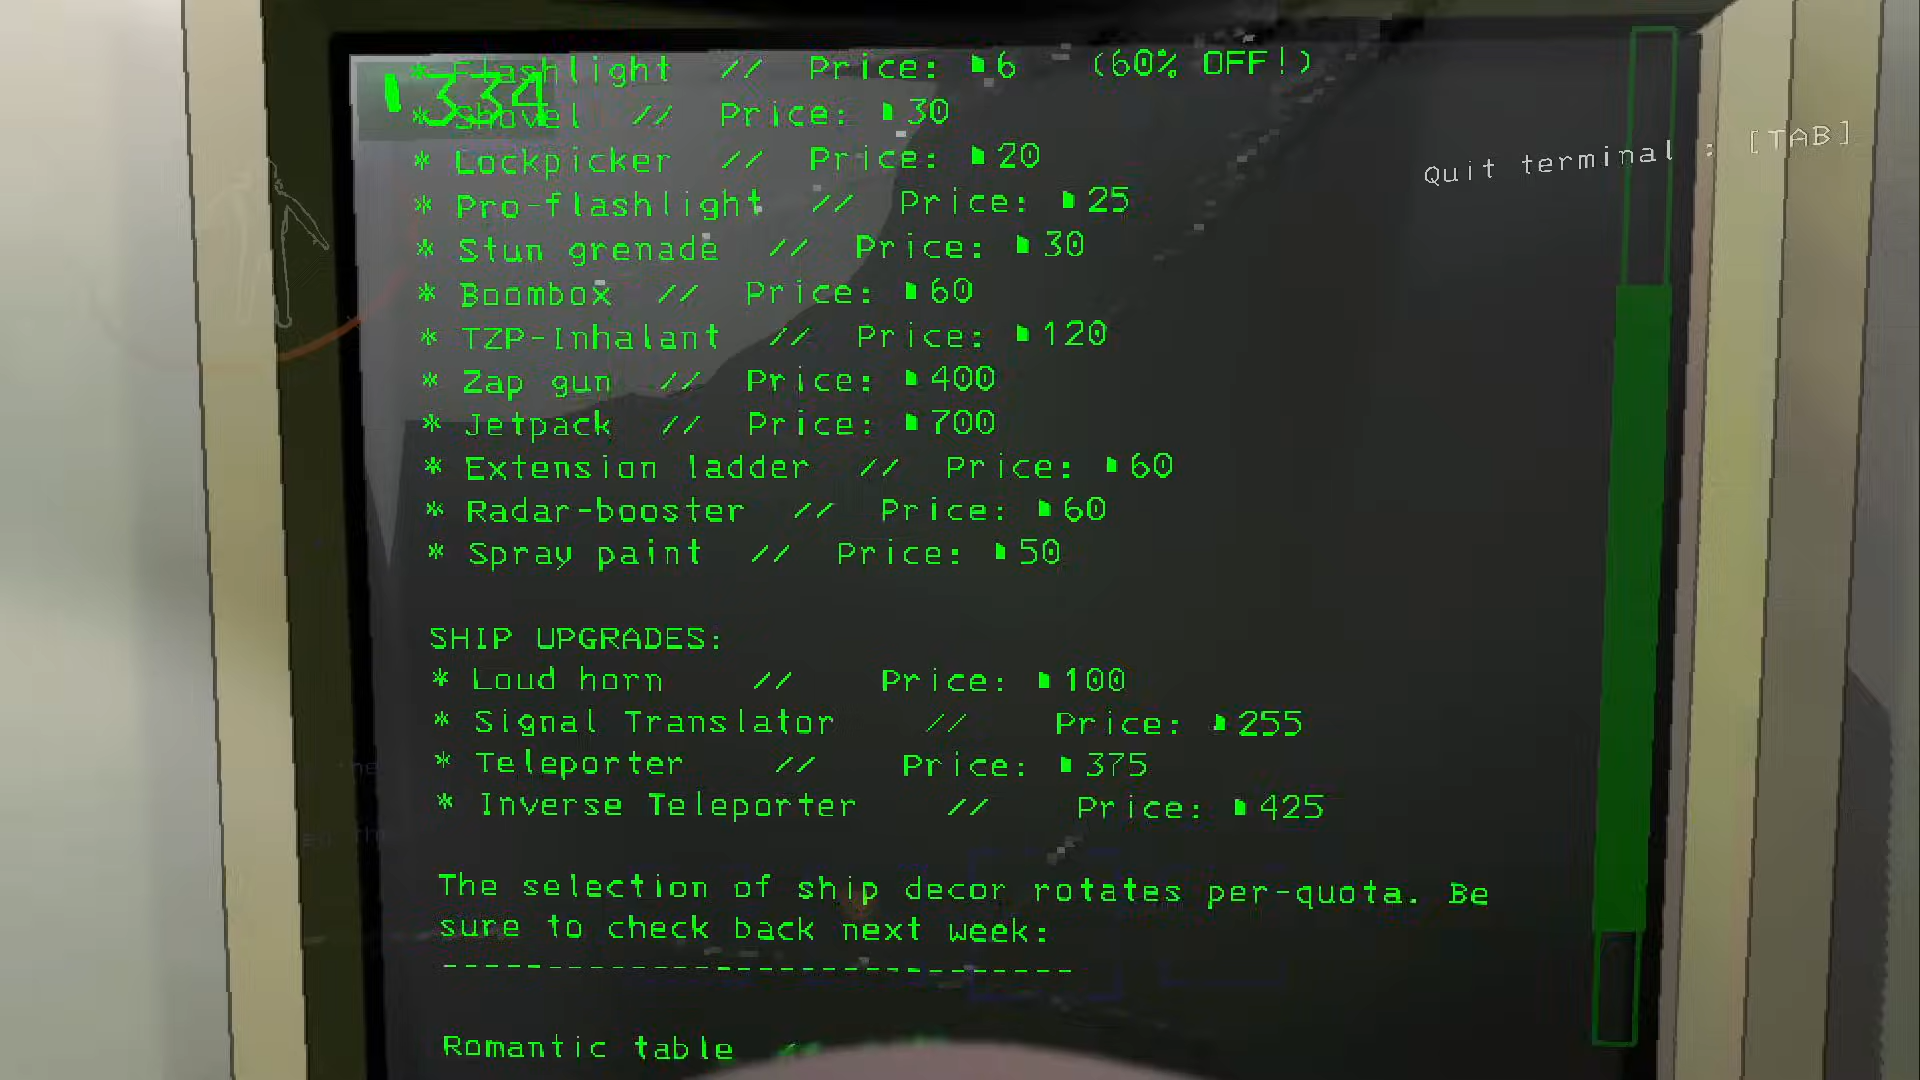 * Flashlight // Price: ▮6 (60% OFF!)
▮334
* Shovel // Price: ▮30
* Lockpicker // Price: ▮20
Quit terminal : [TAB]
* Pro-flashlight // Price: ▮25
* Stun grenade // Price: ▮30
* Boombox // Price: ▮60
* TZP-Inhalant // Price: ▮120
* Zap gun // Price: ▮400
* Jetpack // Price: ▮700
* Extension ladder // Price: ▮60
* Radar-booster // Price: ▮60
* Spray paint // Price: ▮50
SHIP UPGRADES:
* Loud horn // Price: ▮100
* Signal Translator // Price: ▮255
* Teleporter // Price: ▮375
* Inverse Teleporter // Price: ▮425
The selection of ship decor rotates per-quota. Be
sure to check back next week:
------------------------------
Romantic table //